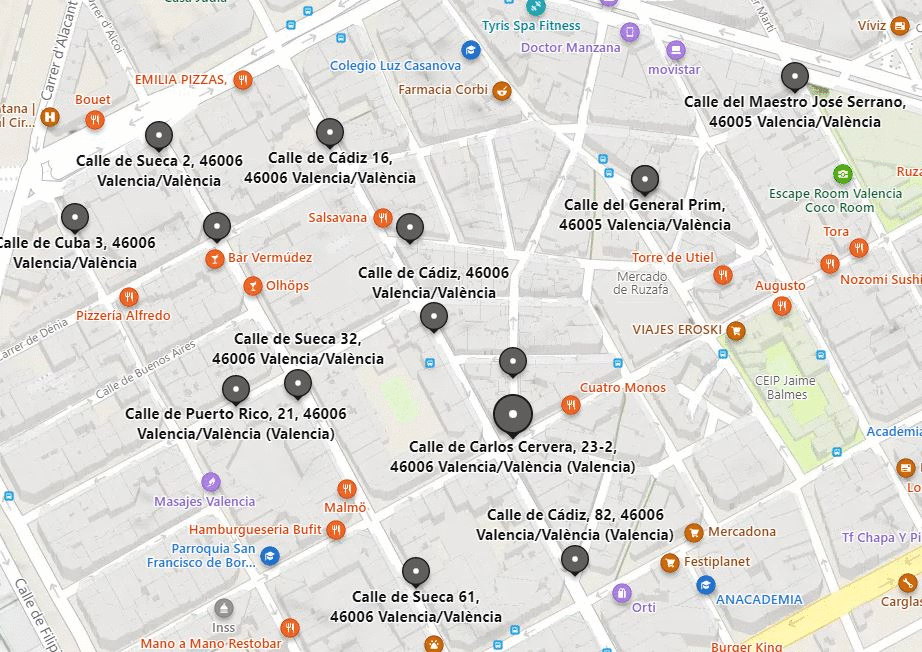 Casa Judía
Carrer d'Alacant
Carrer d'Alcoi
Tyris Spa Fitness
Doctor Manzana
movistar
Martí
Víviz
Colegio Luz Casanova
EMILIA PIZZAS,
Farmacia Corbi
Bouet
ntana |
al Cir...
Calle del Maestro José Serrano,
46005 Valencia/València
Calle de Sueca 2, 46006
Valencia/València
Calle de Cádiz 16,
46006 Valencia/València
Ruza
Escape Room Valencia
Coco Room
Calle del General Prim,
46005 Valencia/València
Salsavana
Calle de Cuba 3, 46006
Valencia/València
Bar Vermúdez
Tora
Torre de Utiel
Nozomi Sushi
Calle de Cádiz, 46006
Valencia/València
Mercado
de Ruzafa
Olhöps
Augusto
Pizzería Alfredo
Carrer de Dénia
VIAJES EROSKI
Calle de Sueca 32,
46006 Valencia/València
Calle de Buenos Aires
CEIP Jaime
Balmes
Cuatro Monos
Calle de Puerto Rico, 21, 46006
Valencia/València (Valencia)
Academia
Calle de Carlos Cervera, 23-2,
46006 Valencia/València (Valencia)
Lo
Masajes Valencia
Malmö
Calle de Cádiz, 82, 46006
Valencia/València (Valencia)
Hamburgueseria Bufit
Mercadona
Tf Chapa Y Pi
Parroquia San
Francisco de Bor...
Festiplanet
Calle de Filip
ANACADEMIA
Carglas
Calle de Sueca 61,
46006 Valencia/València
Orti
Inss
Mano a Mano Restobar
Burger King